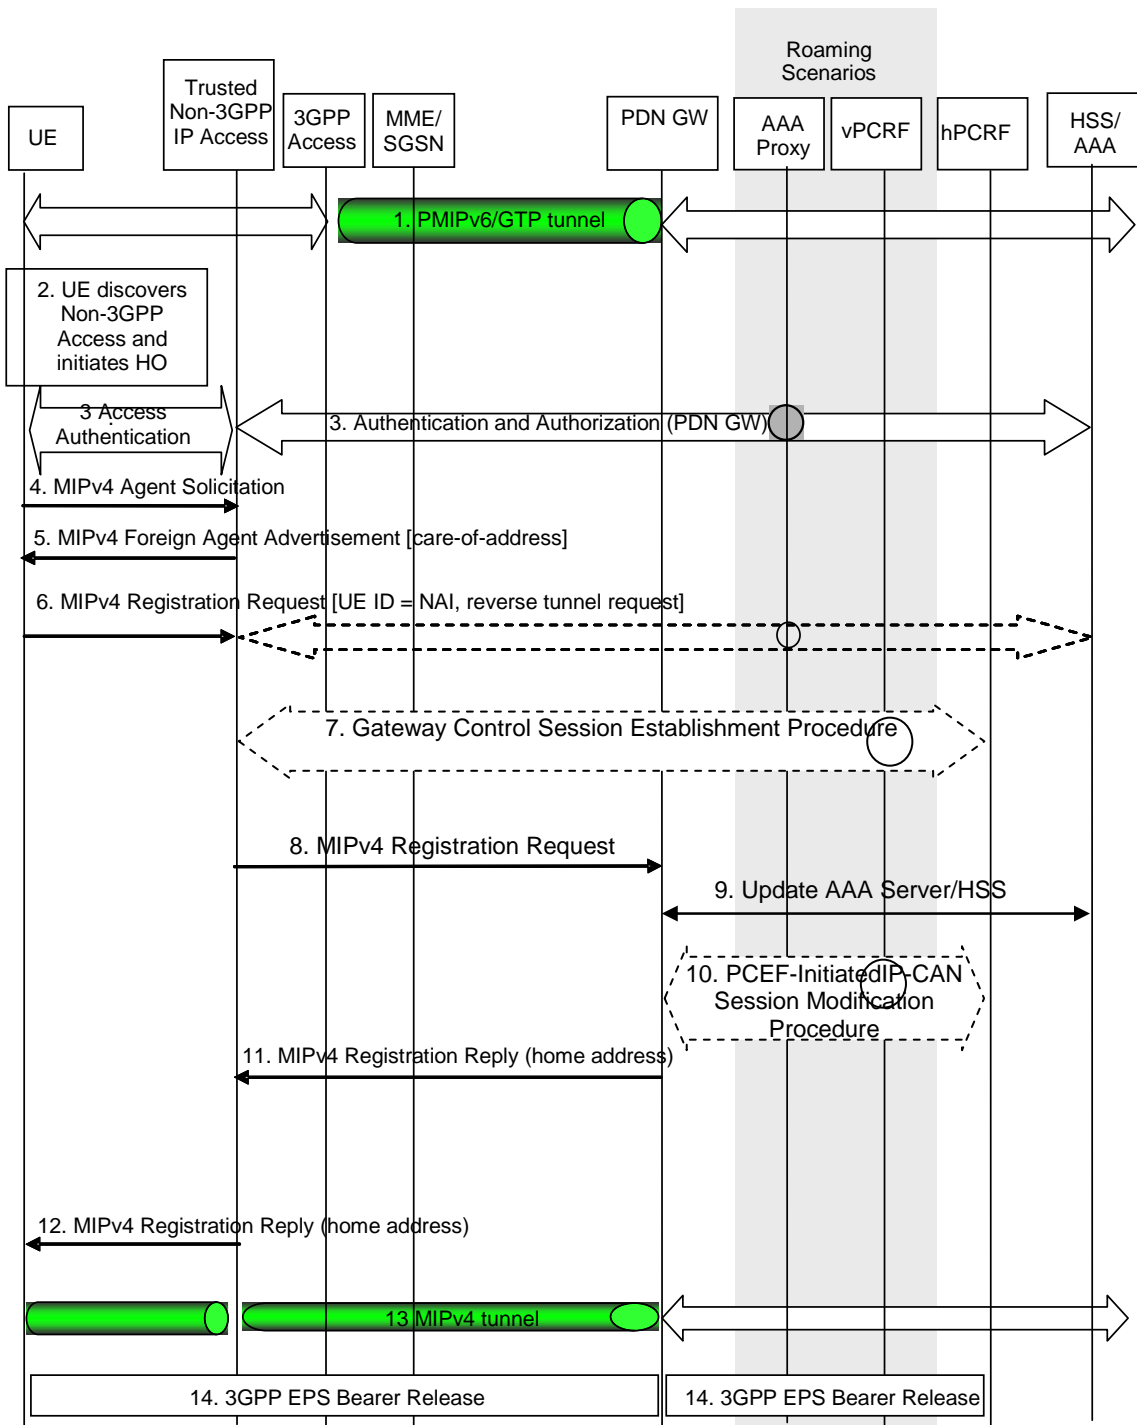 Roaming
Scenarios
UE
Trusted
Non-3GPP
IP Access
3GPP
Access
MME/
SGSN
PDN GW
AAA
Proxy
vPCRF
hPCRF
HSS/
AAA
1. PMIPv6/GTP tunnel
2. UE discovers
Non-3GPP
Access and
initiates HO
3 Access
Authentication
3. Authentication and Authorization (PDN GW)
4. MIPv4 Agent Solicitation
5. MIPv4 Foreign Agent Advertisement [care-of-address]
6. MIPv4 Registration Request [UE ID = NAI, reverse tunnel request]
7. Gateway Control Session Establishment Procedure
8. MIPv4 Registration Request
9. Update AAA Server/HSS
10. PCEF-InitiatedIP-CAN
Session Modification
Procedure
11. MIPv4 Registration Reply (home address)
12. MIPv4 Registration Reply (home address)
13 MIPv4 tunnel
14. 3GPP EPS Bearer Release
14. 3GPP EPS Bearer Release